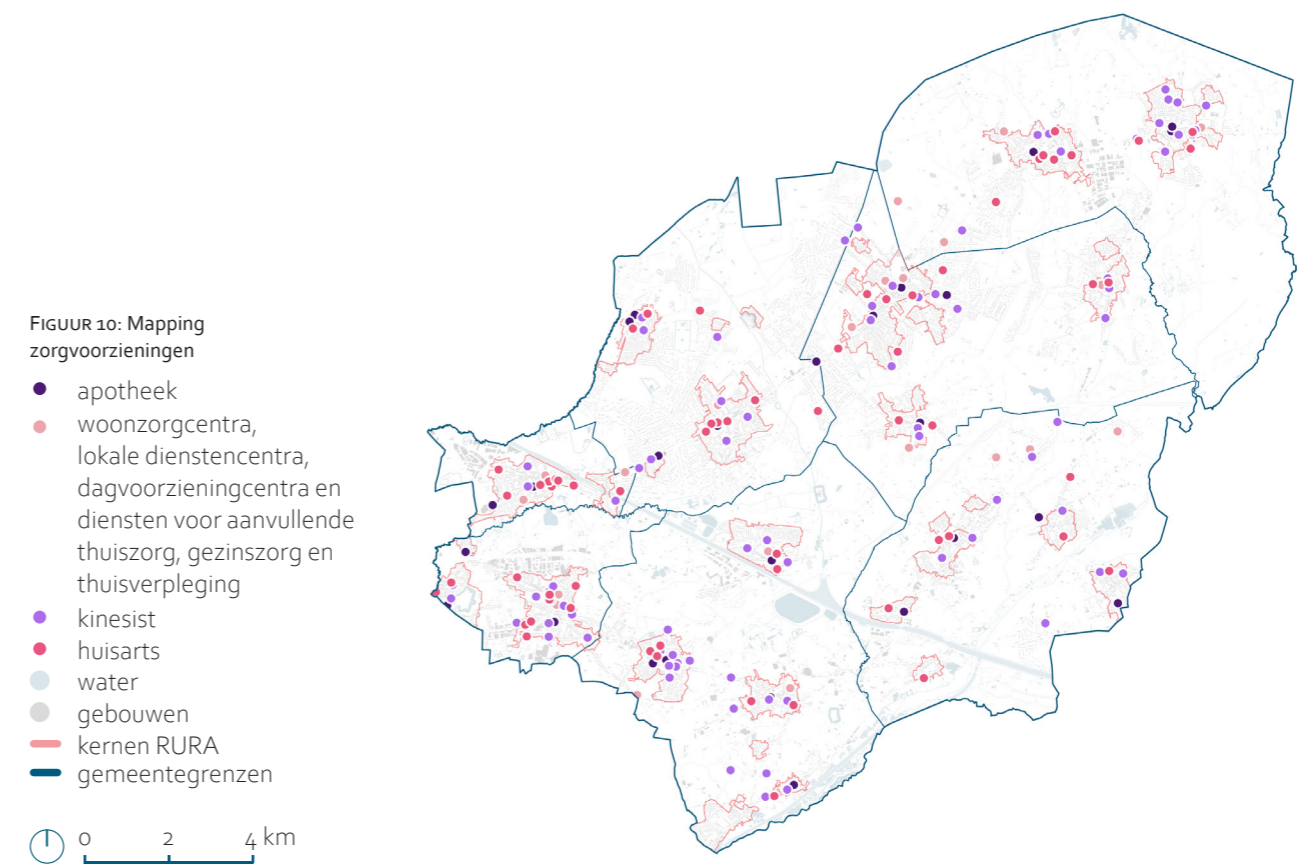 FIGUUR 10: Mapping
zorgvoorzieningen
apotheek
woonzorgcentra,
lokale dienstencentra,
dagvoorzieningcentra en
diensten voor aanvullende
thuiszorg, gezinszorg en
thuisverpleging
kinesist
huisarts
water
gebouwen
kernen RURA
gemeentegrenzen
0 2 4 km